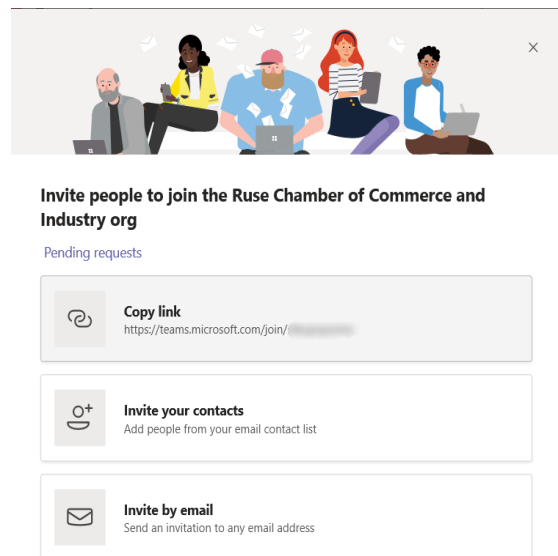 Invite people to join the Ruse Chamber of Commerce and
Industry org
Pending requests
Copy link
https://teams.microsoft.com/join/
Invite your contacts
Add people from your email contact list
Invite by email
Send an invitation to any email address